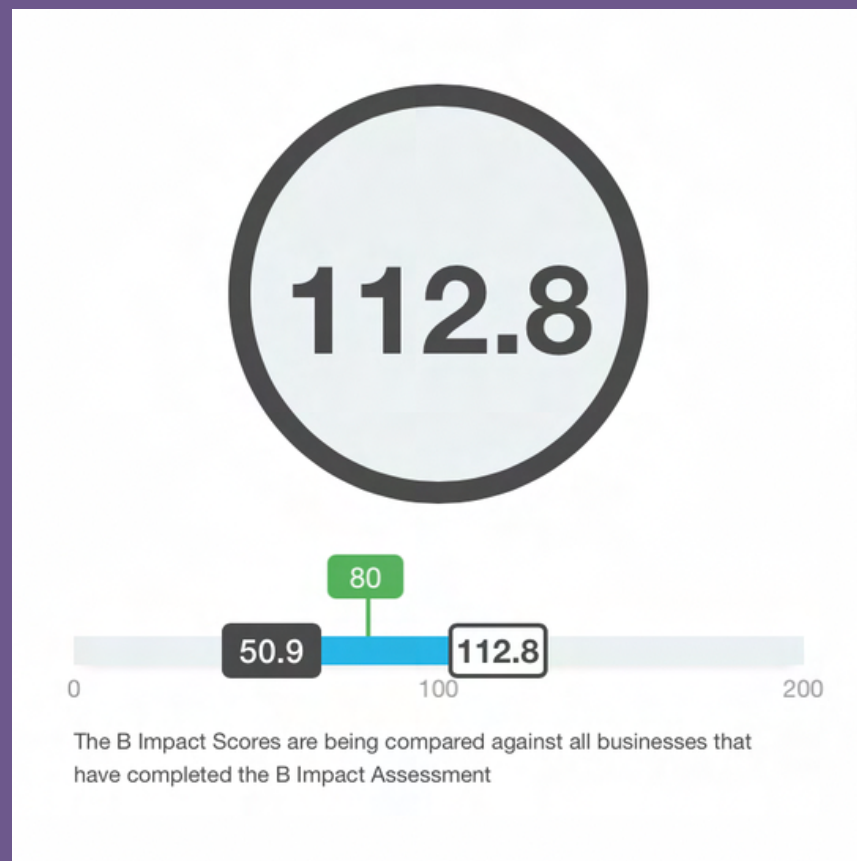 112.8
80
50.9 112.8
0 100 200
The B Impact Scores are being compared against all businesses that
have completed the B Impact Assessment